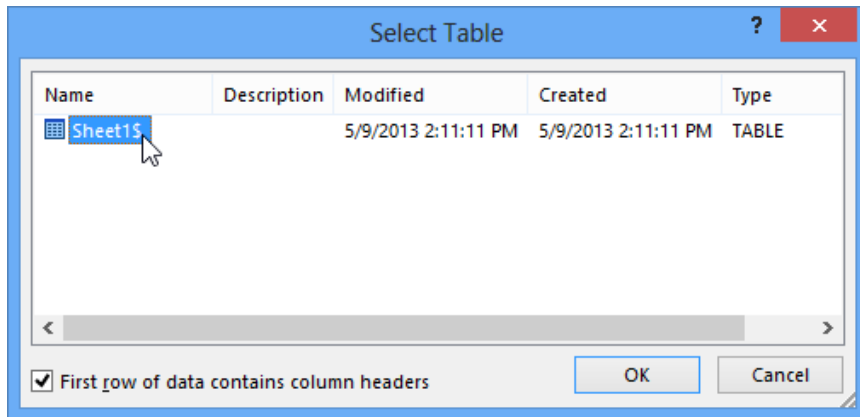 Select Table
?
Name Description Modified Created Type
Sheet1$ 5/9/2013 2:11:11 PM 5/9/2013 2:11:11 PM TABLE
First row of data contains column headers
OK Cancel